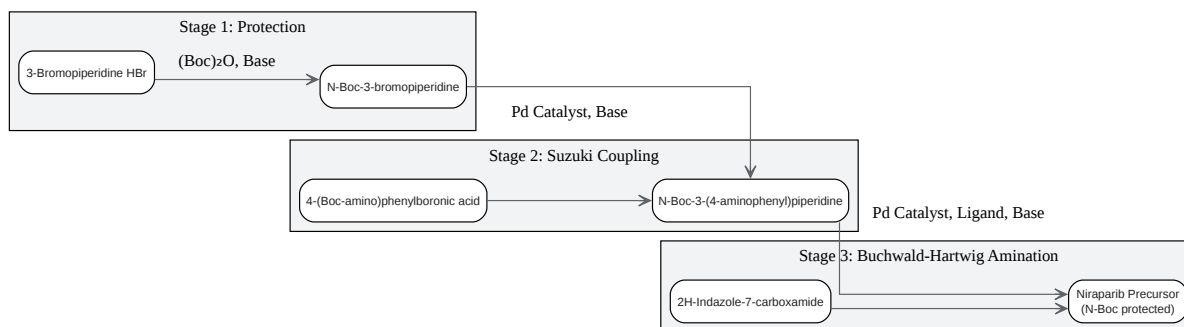 Stage 1: Protection
(Boc)₂O, Base
3-Bromopiperidine HBr
N-Boc-3-bromopiperidine
Pd Catalyst, Base
Stage 2: Suzuki Coupling
4-(Boc-amino)phenylboronic acid
N-Boc-3-(4-aminophenyl)piperidine
Pd Catalyst, Ligand, Base
Stage 3: Buchwald-Hartwig Amination
2H-Indazole-7-carboxamide
Niraparib Precursor
(N-Boc protected)